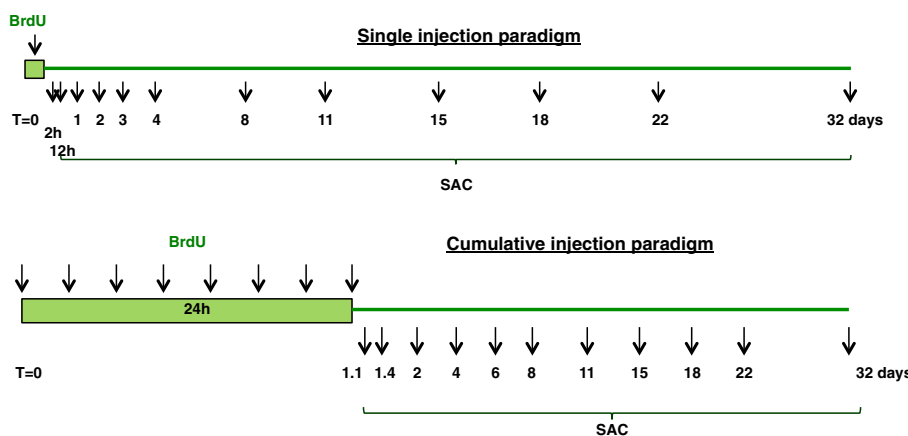 BrdU
Single injection paradigm
T=0 1 2 3 4 8 11 15 18 22 32 days
2h
12h
SAC
BrdU
Cumulative injection paradigm
24h
T=0 1.1 1.4 2 4 6 8 11 15 18 22 32 days
SAC